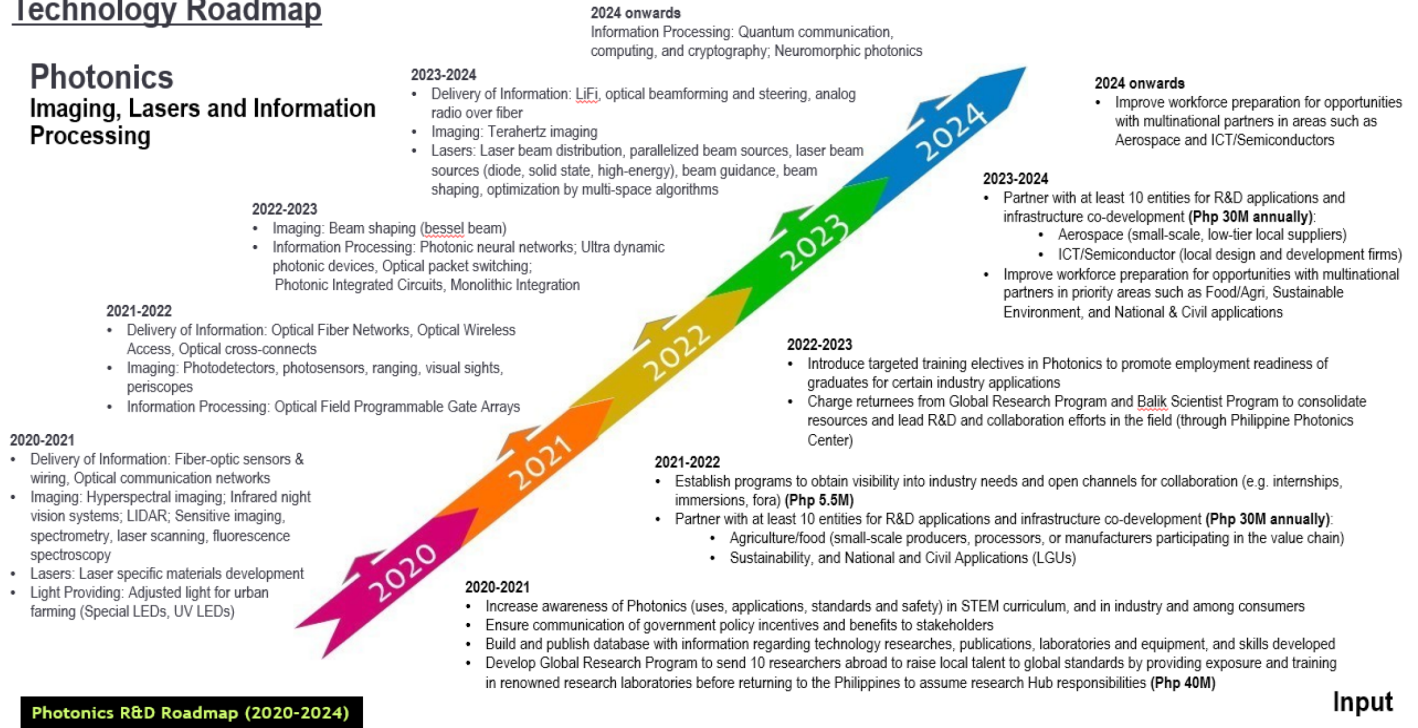 Technology Roadmap
Photonics
Imaging, Lasers and Information
Processing
2024 onwards
Information Processing: Quantum communication,
computing, and cryptography; Neuromorphic photonics
2023-2024
• Delivery of Information: LiFi, optical beamforming and steering, analog
radio over fiber
• Imaging: Terahertz imaging
• Lasers: Laser beam distribution, parallelized beam sources, laser beam
sources (diode, solid state, high-energy), beam guidance, beam
shaping, optimization by multi-space algorithms
2022-2023
• Imaging: Beam shaping (bessel beam)
• Information Processing: Photonic neural networks; Ultra dynamic
photonic devices, Optical packet switching;
Photonic Integrated Circuits, Monolithic Integration
2021-2022
• Delivery of Information: Optical Fiber Networks, Optical Wireless
Access, Optical cross-connects
• Imaging: Photodetectors, photosensors, ranging, visual sights,
periscopes
• Information Processing: Optical Field Programmable Gate Arrays
2020-2021
• Delivery of Information: Fiber-optic sensors &
wiring, Optical communication networks
• Imaging: Hyperspectral imaging; Infrared night
vision systems; LIDAR; Sensitive imaging,
spectrometry, laser scanning, fluorescence
spectroscopy
• Lasers: Laser specific materials development
• Light Providing: Adjusted light for urban
farming (Special LEDs, UV LEDs)
2024
2023
2022
2021
2020
2024 onwards
• Improve workforce preparation for opportunities
with multinational partners in areas such as
Aerospace and ICT/Semiconductors
2023-2024
• Partner with at least 10 entities for R&D applications and
infrastructure co-development (Php 30M annually):
• Aerospace (small-scale, low-tier local suppliers)
• ICT/Semiconductor (local design and development firms)
• Improve workforce preparation for opportunities with multinational
partners in priority areas such as Food/Agri, Sustainable
Environment, and National & Civil applications
2022-2023
• Introduce targeted training electives in Photonics to promote employment readiness of
graduates for certain industry applications
• Charge returnees from Global Research Program and Balik Scientist Program to consolidate
resources and lead R&D and collaboration efforts in the field (through Philippine Photonics
Center)
2021-2022
• Establish programs to obtain visibility into industry needs and open channels for collaboration (e.g. internships,
immersions, fora) (Php 5.5M)
• Partner with at least 10 entities for R&D applications and infrastructure co-development (Php 30M annually):
• Agriculture/food (small-scale producers, processors, or manufacturers participating in the value chain)
• Sustainability, and National and Civil Applications (LGUs)
2020-2021
• Increase awareness of Photonics (uses, applications, standards and safety) in STEM curriculum, and in industry and among consumers
• Ensure communication of government policy incentives and benefits to stakeholders
• Build and publish database with information regarding technology researches, publications, laboratories and equipment, and skills developed
• Develop Global Research Program to send 10 researchers abroad to raise local talent to global standards by providing exposure and training
in renowned research laboratories before returning to the Philippines to assume research Hub responsibilities (Php 40M)
Input
Photonics R&D Roadmap (2020-2024)